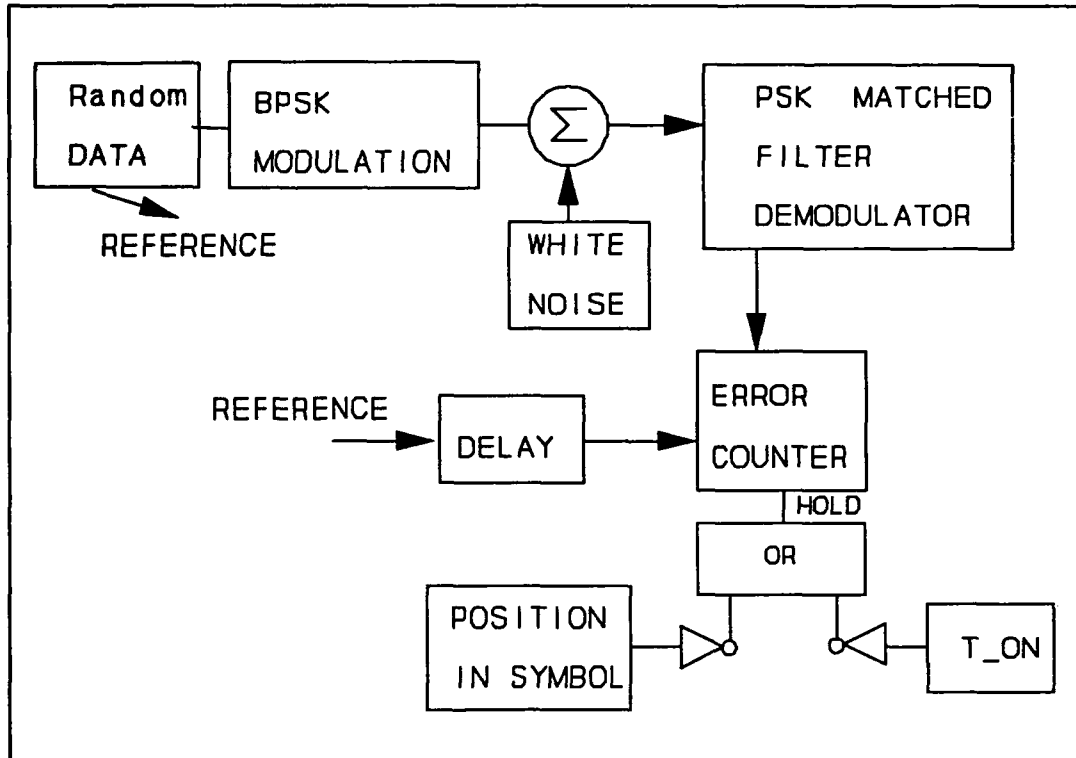 Random
DATA
BPSK
MODULATION
Σ
PSK MATCHED
FILTER
DEMODULATOR
REFERENCE
WHITE
NOISE
REFERENCE
DELAY
ERROR
COUNTER
HOLD
OR
POSITION
IN SYMBOL
T_ON